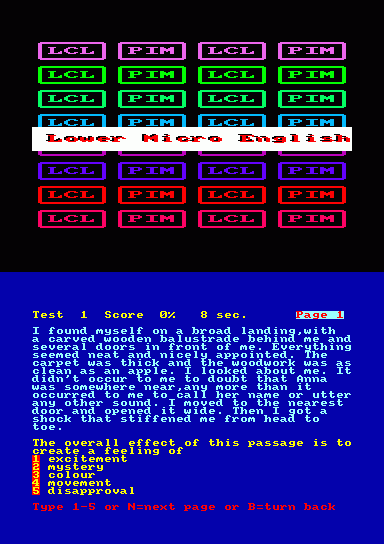 LCL PIM LCL PIM
LCL PIM LCL PIM
LCL PIM LCL PIM
LCL PIM LCL PIM
Lower Micro English
LCL PIM LCL PIM
LCL PIM LCL PIM
LCL PIM LCL PIM
Test 1 Score 0% 8 sec. Page 1
I found myself on a broad landing,with
a carved wooden balustrade behind me and
several doors in front of me. Everything
seemed neat and nicely appointed. The
carpet was thick and the woodwork was as
clean as an apple. I looked about me. It
didn't occur to me to doubt that Anna
was somewhere near,any more than it
occurred to me to call her name or utter
any other sound. I moved to the nearest
door and opened it wide. Then I got a
shock that stiffened me from head to
toe.
The overall effect of this passage is to
create a feeling of
1 excitement
2 mystery
3 colour
4 movement
5 disapproval
Type 1-5 or N=next page or B=turn back